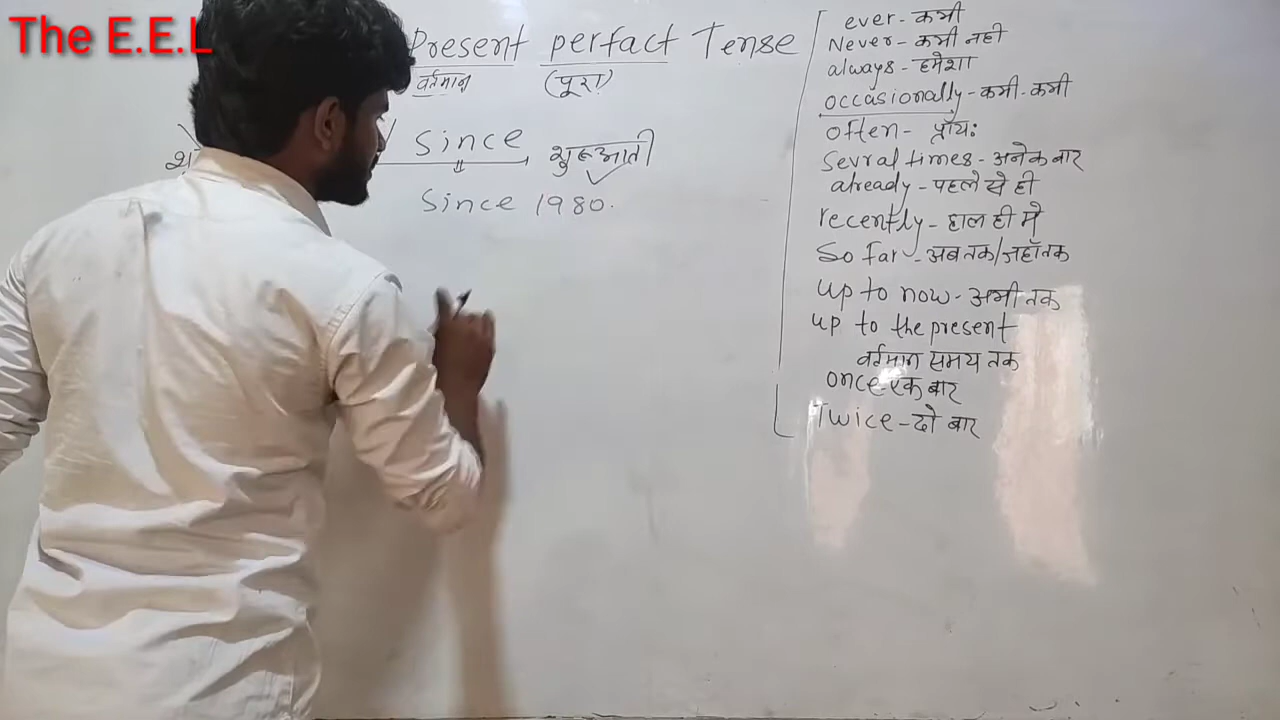 The E.E.L
Present perfact Tense
वर्तमान (पूरा)
Since शुरूआती
Since 1980.
ever - कभी
Never - कभी नही
always - हमेशा
occasionally - कभी-कभी
often - प्रॉय:
Sevral times - अनेक बार
already - पहले से ही
recently - हाल ही मे
So far - अब तक/जहाँ तक
up to now - अभी तक
up to the present
वर्तमान समय तक
once - एक बार
Twice - दो बार